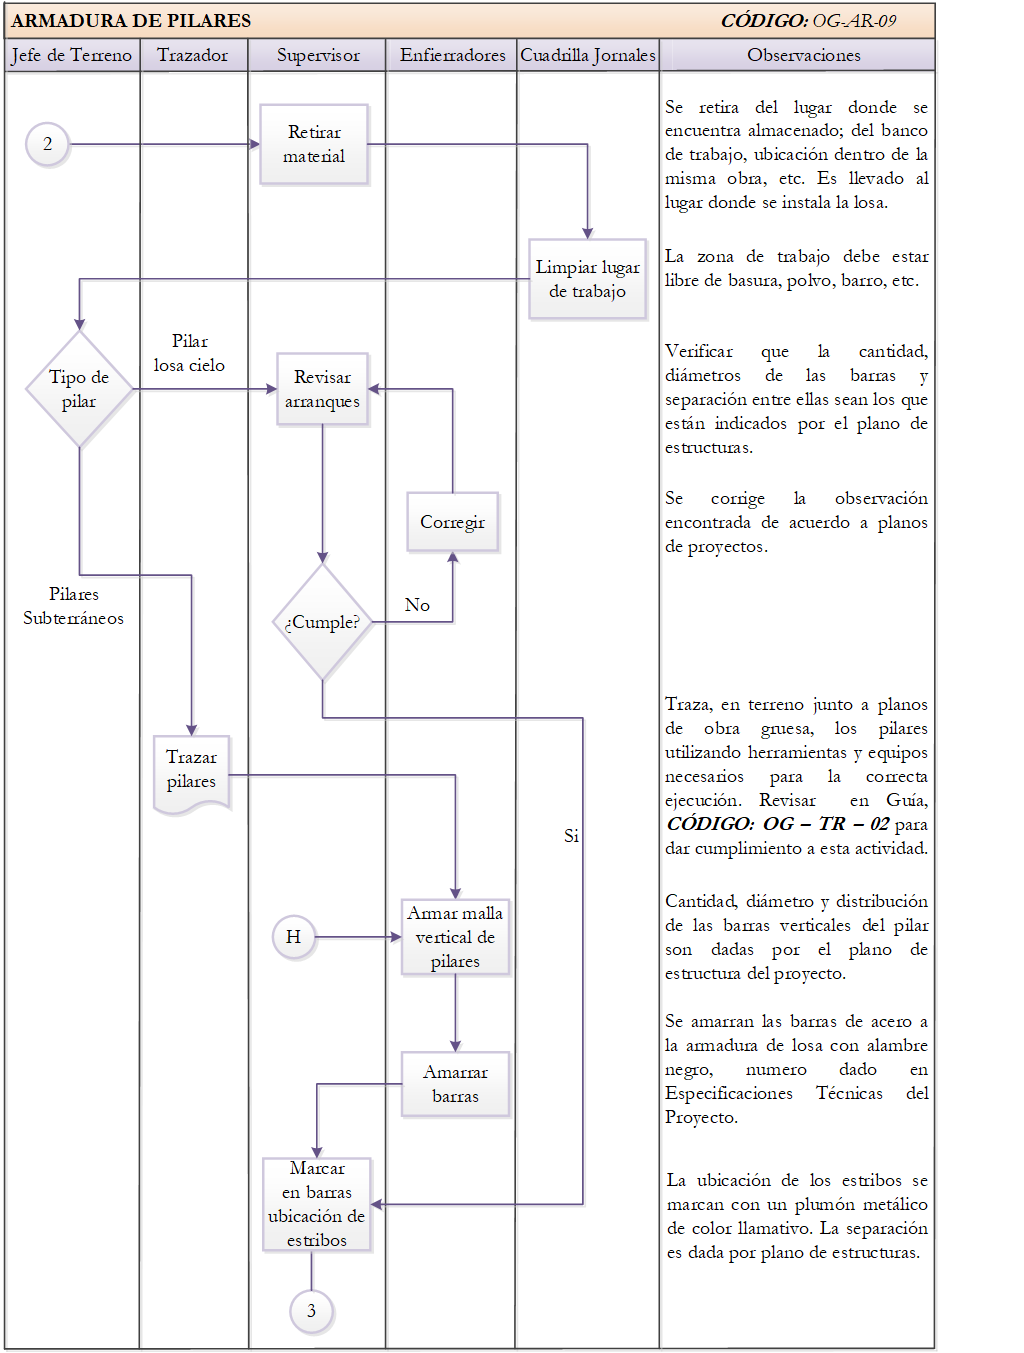 ARMADURA DE PILARES
CÓDIGO: OG-AR-09
Jefe de Terreno
Trazador
Supervisor
Enfierradores
Cuadrilla Jornales
Observaciones
2
Retirar
material
Se retira del lugar donde se
encuentra almacenado; del banco
de trabajo, ubicación dentro de la
misma obra, etc. Es llevado al
lugar donde se instala la losa.
Limpiar lugar
de trabajo
La zona de trabajo debe estar
libre de basura, polvo, barro, etc.
Tipo de
pilar
Pilar
losa cielo
Revisar
arranques
Verificar que la cantidad,
diámetros de las barras y
separación entre ellas sean los que
están indicados por el plano de
estructuras.
Corregir
Se corrige la observación
encontrada de acuerdo a planos
de proyectos.
Pilares
Subterráneos
¿Cumple?
No
Trazar
pilares
Traza, en terreno junto a planos
de obra gruesa, los pilares
utilizando herramientas y equipos
necesarios para la correcta
ejecución. Revisar en Guía,
CÓDIGO: OG – TR – 02 para
dar cumplimiento a esta actividad.
Si
H
Armar malla
vertical de
pilares
Cantidad, diámetro y distribución
de las barras verticales del pilar
son dadas por el plano de
estructura del proyecto.
Amarrar
barras
Se amarran las barras de acero a
la armadura de losa con alambre
negro, numero dado en
Especificaciones Técnicas del
Proyecto.
Marcar
en barras
ubicación de
estribos
La ubicación de los estribos se
marcan con un plumón metálico
de color llamativo. La separación
es dada por plano de estructuras.
3